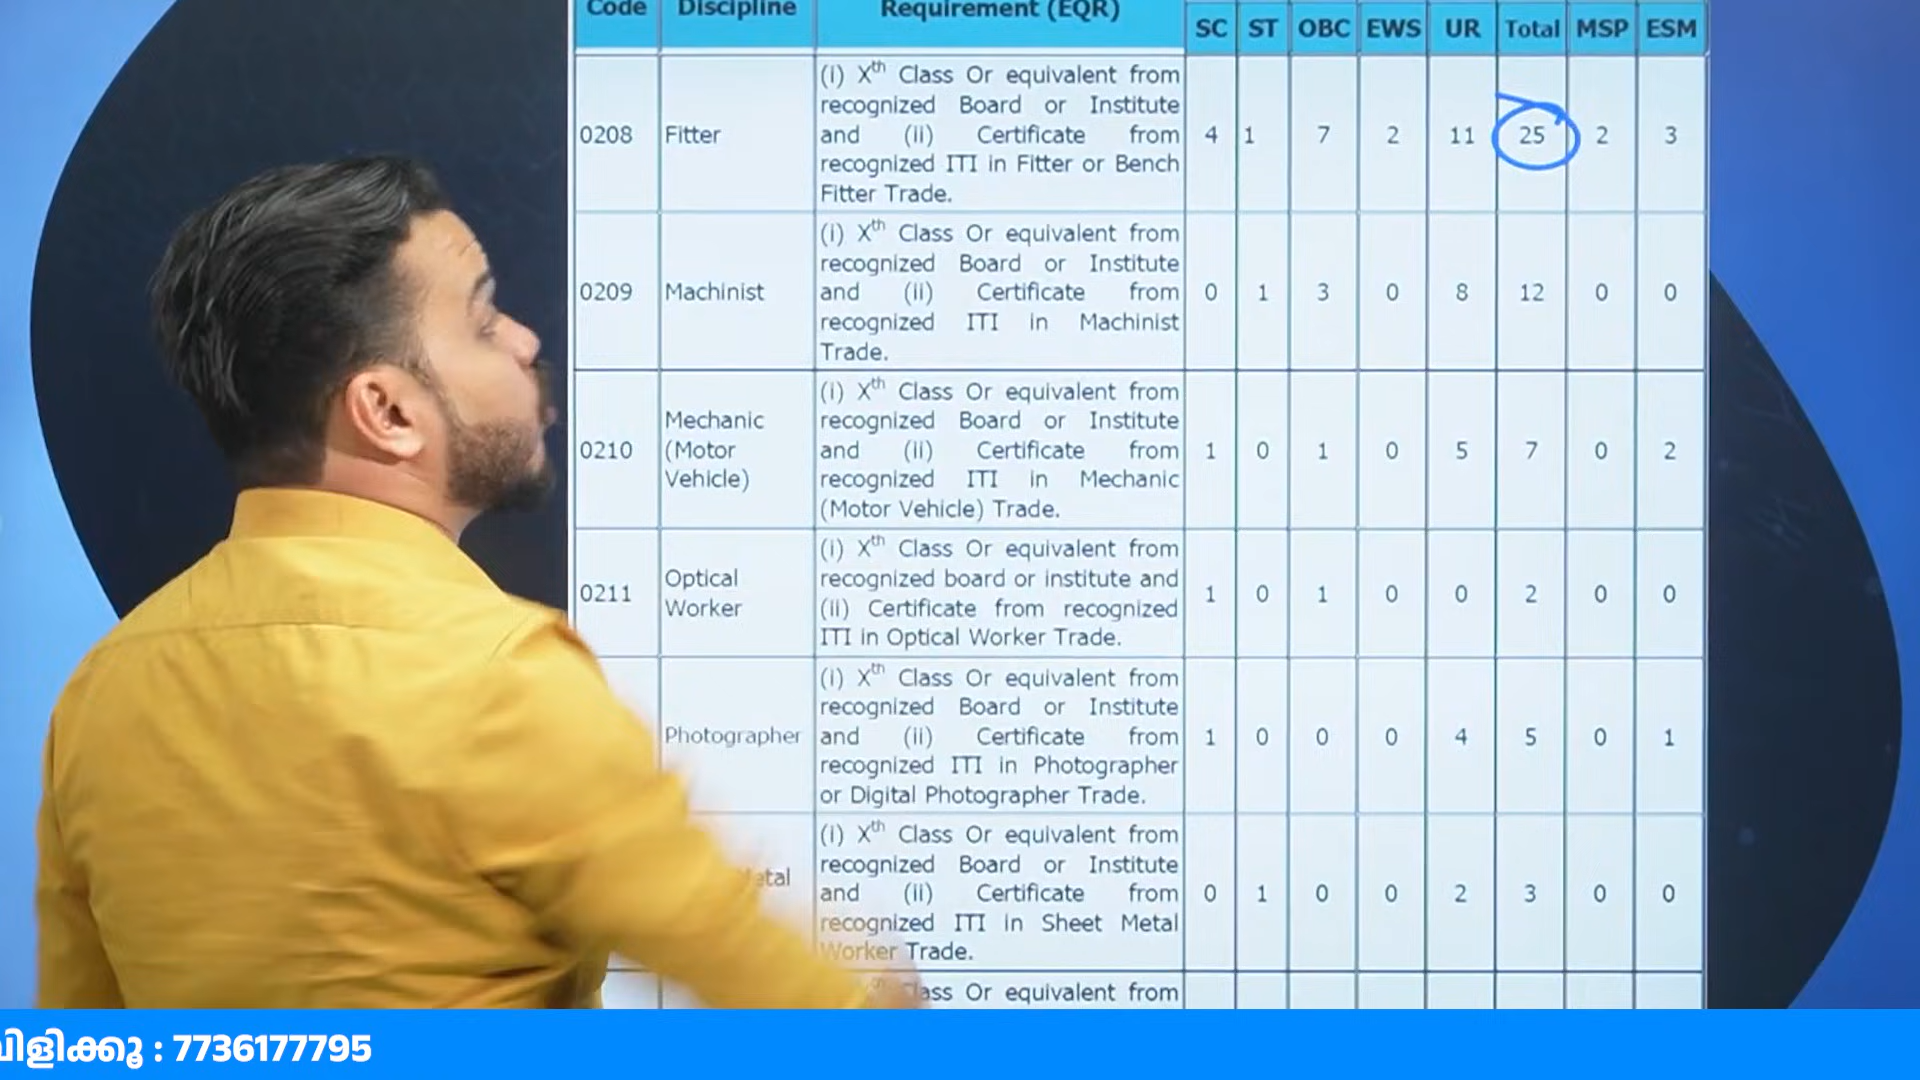 Code Discipline Requirement (EQR) SC ST OBC EWS UR Total MSP ESM
(i) Xth Class Or equivalent from
recognized Board or Institute
0208 Fitter and (ii) Certificate from 4 1 7 2 11 25 2 3
recognized ITI in Fitter or Bench
Fitter Trade.
(i) Xth Class Or equivalent from
recognized Board or Institute
0209 Machinist and (ii) Certificate from 0 1 3 0 8 12 0 0
recognized ITI in Machinist
Trade.
(i) Xth Class Or equivalent from
Mechanic recognized Board or Institute
0210 (Motor and (ii) Certificate from 1 0 1 0 5 7 0 2
Vehicle) recognized ITI in Mechanic
(Motor Vehicle) Trade.
(i) Xth Class Or equivalent from
Optical recognized board or institute and
0211 1 0 1 0 0 2 0 0
Worker (ii) Certificate from recognized
ITI in Optical Worker Trade.
(i) Xth Class Or equivalent from
recognized Board or Institute
Photographer and (ii) Certificate from 1 0 0 0 4 5 0 1
recognized ITI in Photographer
or Digital Photographer Trade.
(i) Xth Class Or equivalent from
recognized Board or Institute
and (ii) Certificate from 0 1 0 0 2 3 0 0
recognized ITI in Sheet Metal
Worker Trade.
Or equivalent from
: 7736177795